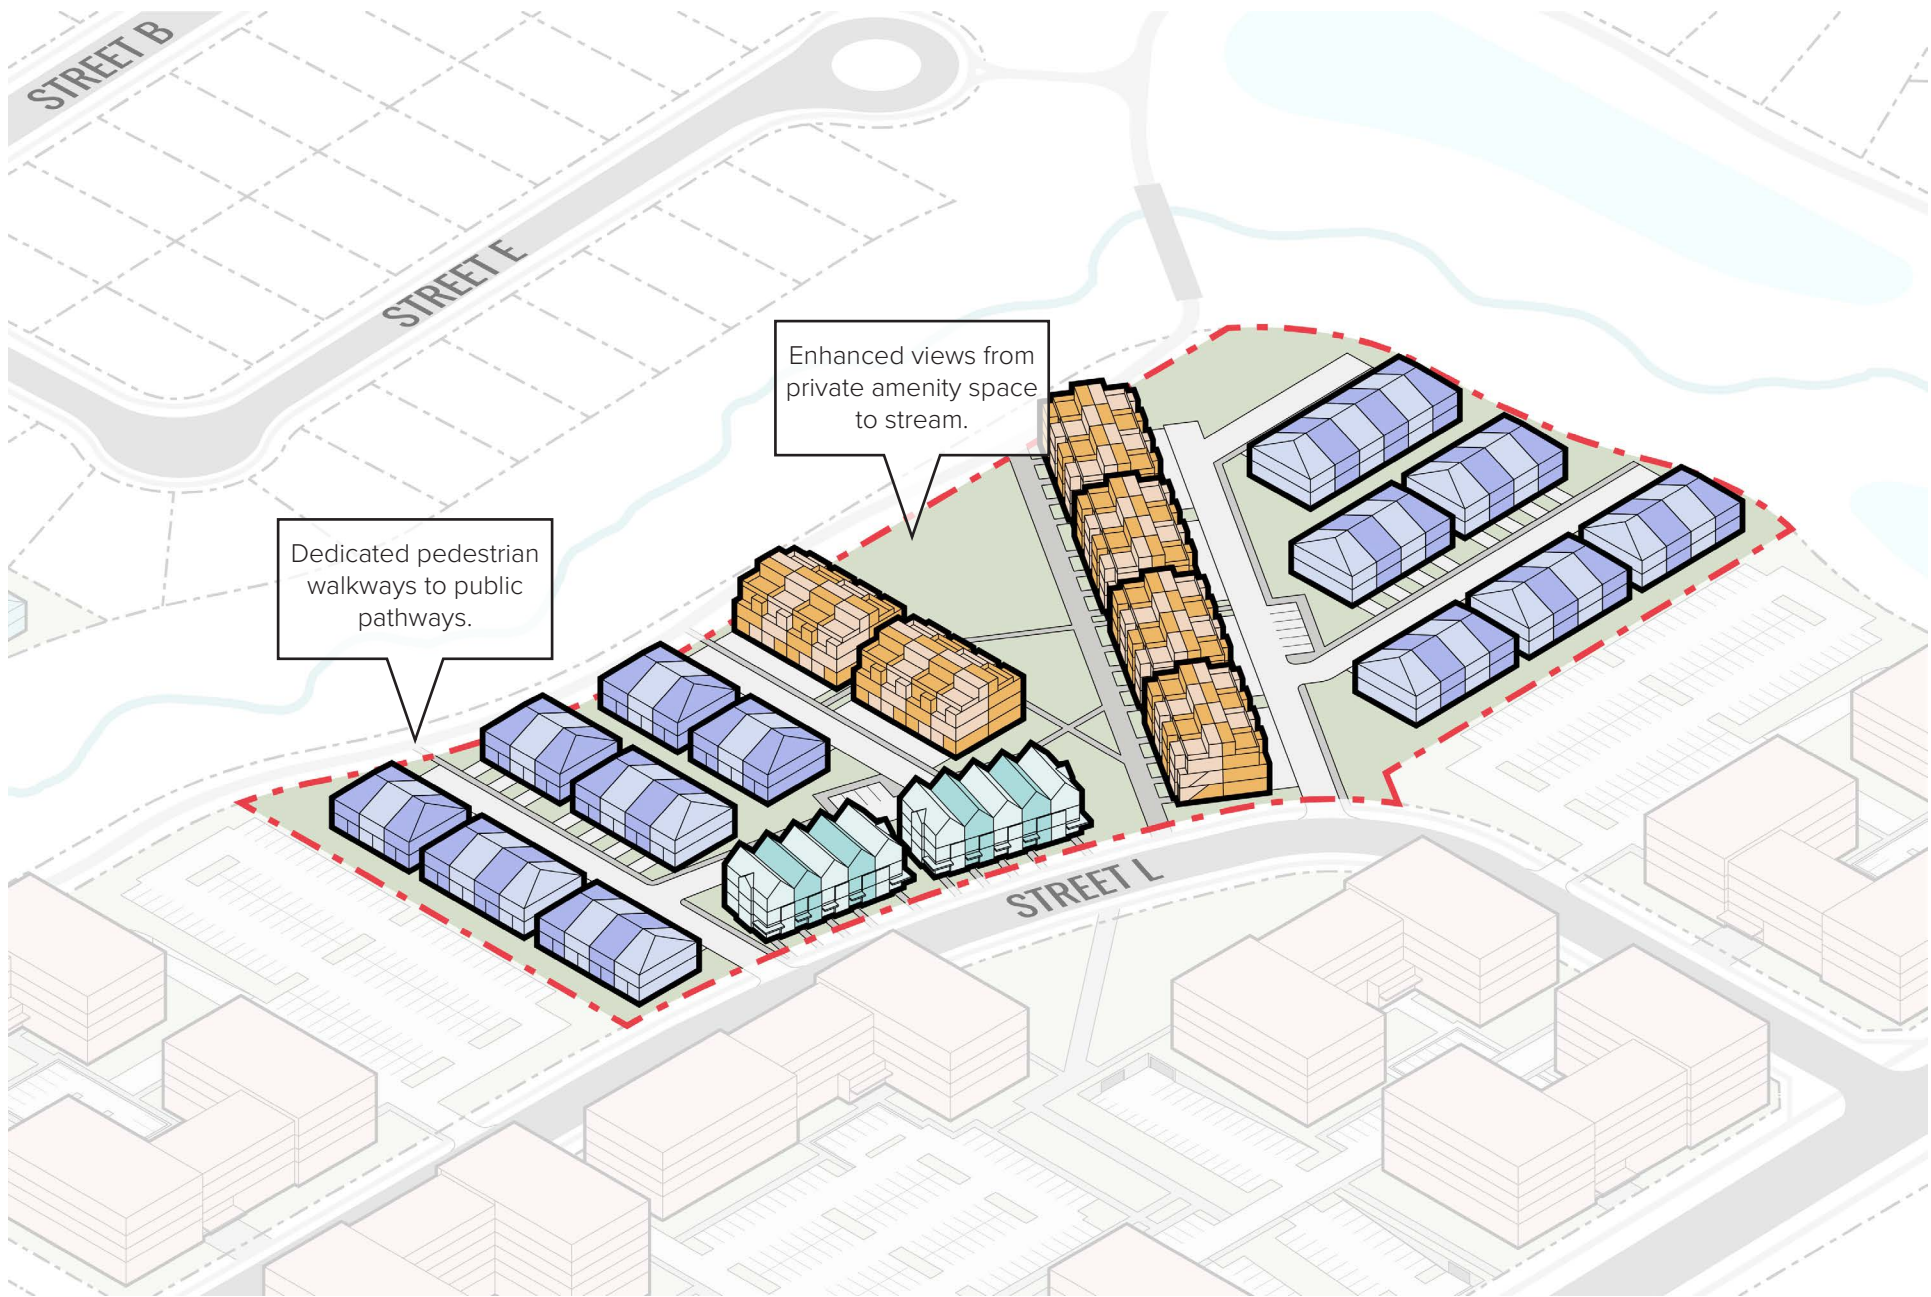 STREET B
STREET E
Enhanced views from
private amenity space
to stream.
Dedicated pedestrian
walkways to public
pathways.
STREET L